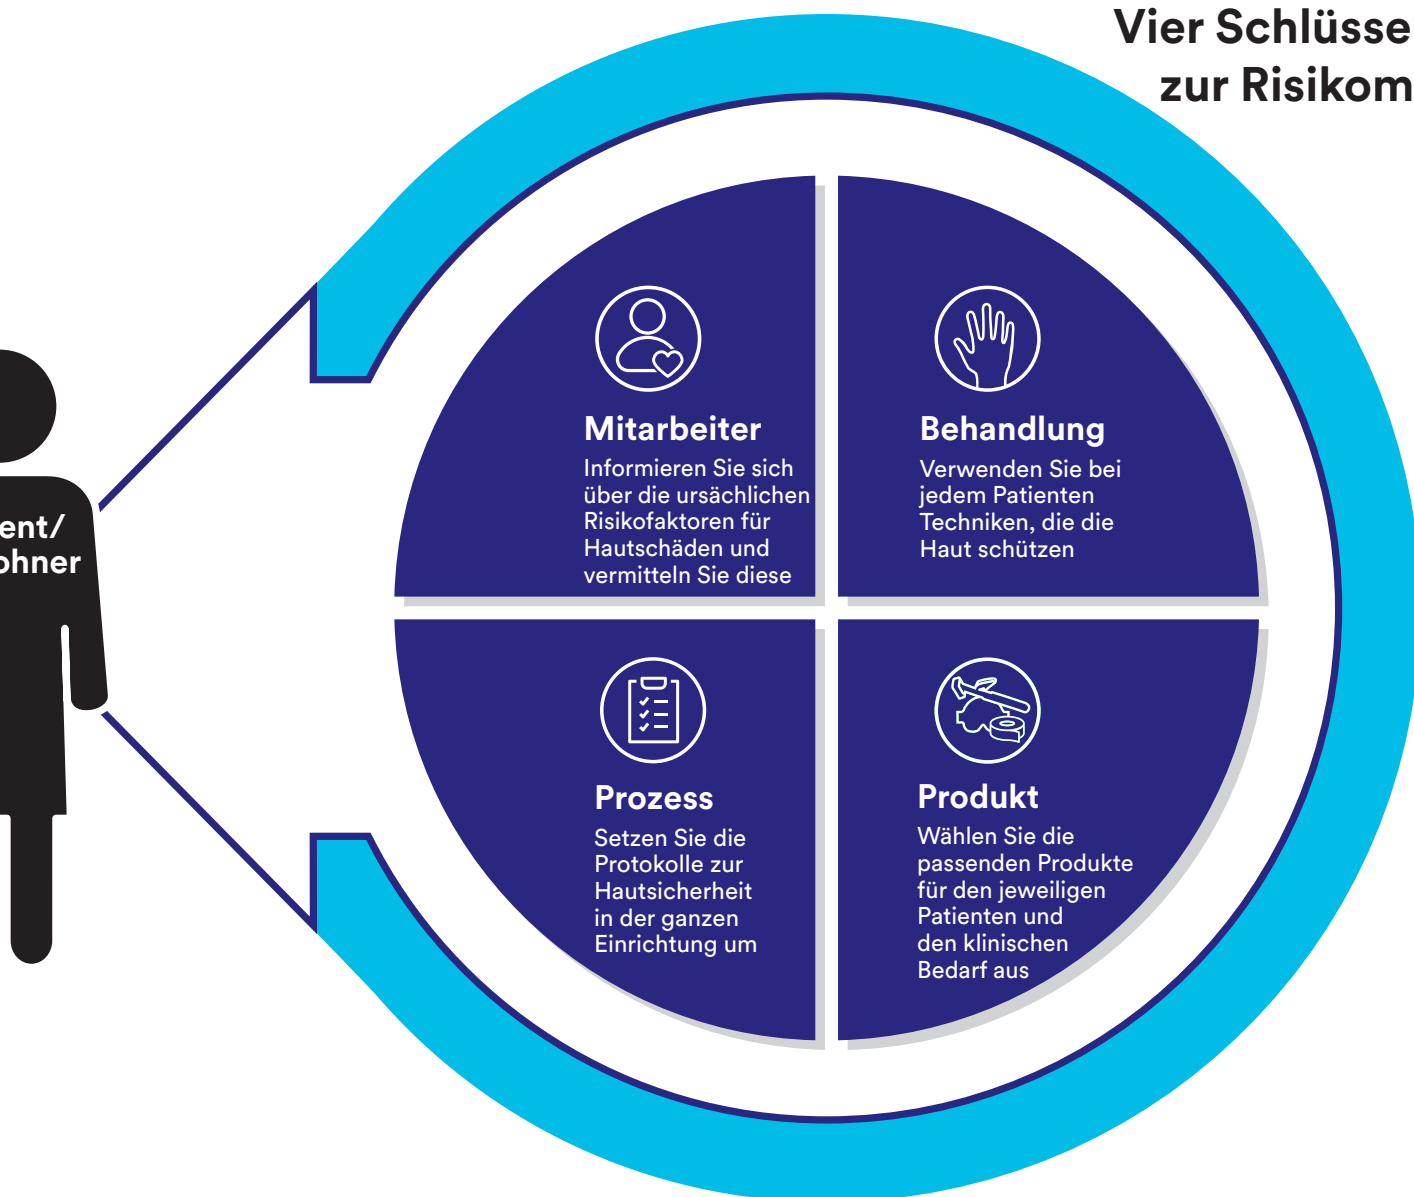 Vier Schlüsse
zur Risikom
ent/
ohner
Mitarbeiter
Informieren Sie sich
über die ursächlichen
Risikofaktoren für
Hautschäden und
vermitteln Sie diese
Behandlung
Verwenden Sie bei
jedem Patienten
Techniken, die die
Haut schützen
Prozess
Setzen Sie die
Protokolle zur
Hautsicherheit
in der ganzen
Einrichtung um
Produkt
Wählen Sie die
passenden Produkte
für den jeweiligen
Patienten und
den klinischen
Bedarf aus